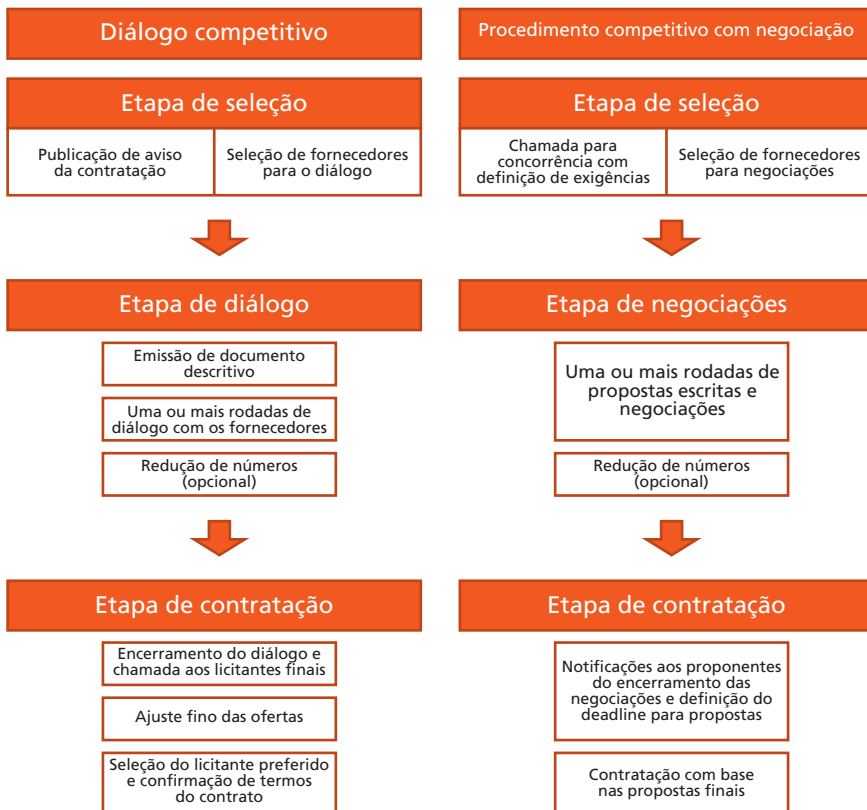 Diálogo competitivo
Etapa de seleção
Publicação de aviso
da contratação
Seleção de fornecedores
para o diálogo
Etapa de diálogo
Emissão de documento
descritivo
Uma ou mais rodadas de
diálogo com os fornecedores
Redução de números
(opcional)
Etapa de contratação
Encerramento do diálogo e
chamada aos licitantes finais
Ajuste fino das ofertas
Seleção do licitante preferido
e confirmação de termos
do contrato
Procedimento competitivo com negociação
Etapa de seleção
Chamada para
concorrência com
definição de exigências
Seleção de fornecedores
para negociações
Etapa de negociações
Uma ou mais rodadas de
propostas escritas e
negociações
Redução de números
(opcional)
Etapa de contratação
Notificações aos proponentes
do encerramento das
negociações e definição do
deadline para propostas
Contratação com base
nas propostas finais